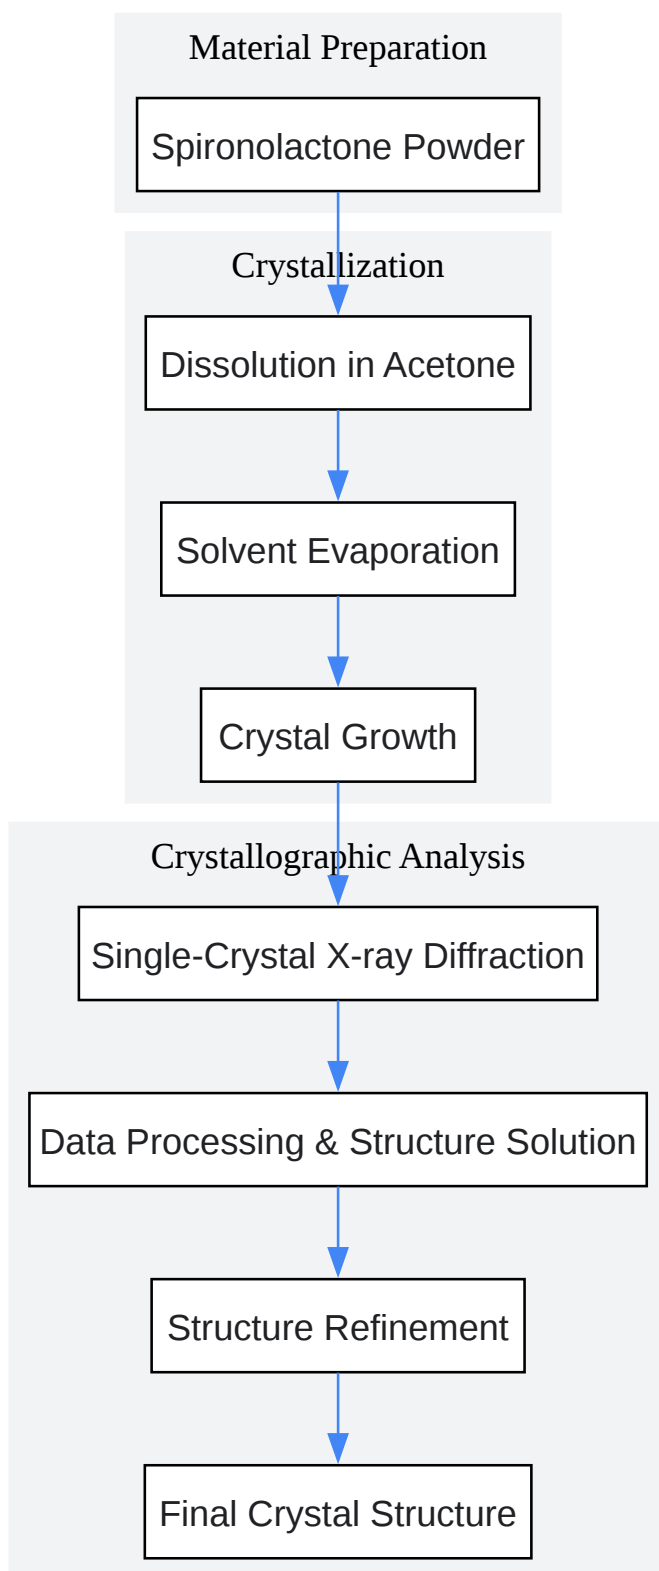 Material Preparation
Spironolactone Powder
Crystallization
Dissolution in Acetone
Solvent Evaporation
Crystal Growth
Crystallographic Analysis
Single-Crystal X-ray Diffraction
Data Processing & Structure Solution
Structure Refinement
Final Crystal Structure